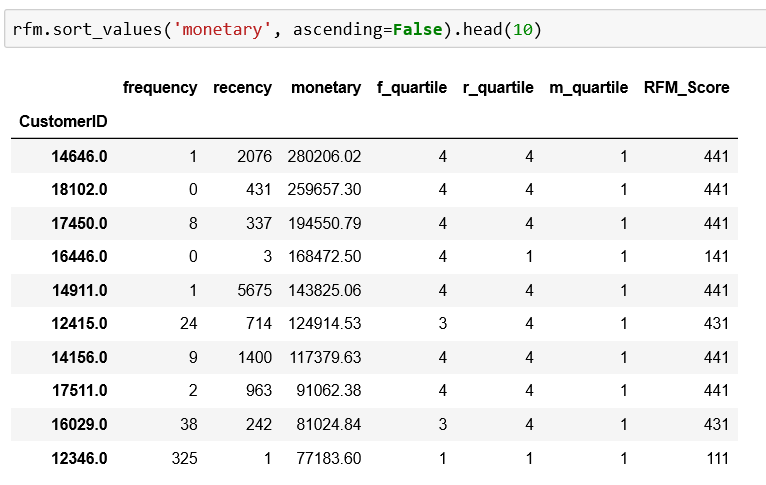 rfm.sort_values('monetary', ascending=False).head(10)
frequency recency monetary f_quartile r_quartile m_quartile RFM_Score
CustomerID
14646.0 1 2076 280206.02 4 4 1 441
18102.0 0 431 259657.30 4 4 1 441
17450.0 8 337 194550.79 4 4 1 441
16446.0 0 3 168472.50 4 1 1 141
14911.0 1 5675 143825.06 4 4 1 441
12415.0 24 714 124914.53 3 4 1 431
14156.0 9 1400 117379.63 4 4 1 441
17511.0 2 963 91062.38 4 4 1 441
16029.0 38 242 81024.84 3 4 1 431
12346.0 325 1 77183.60 1 1 1 111